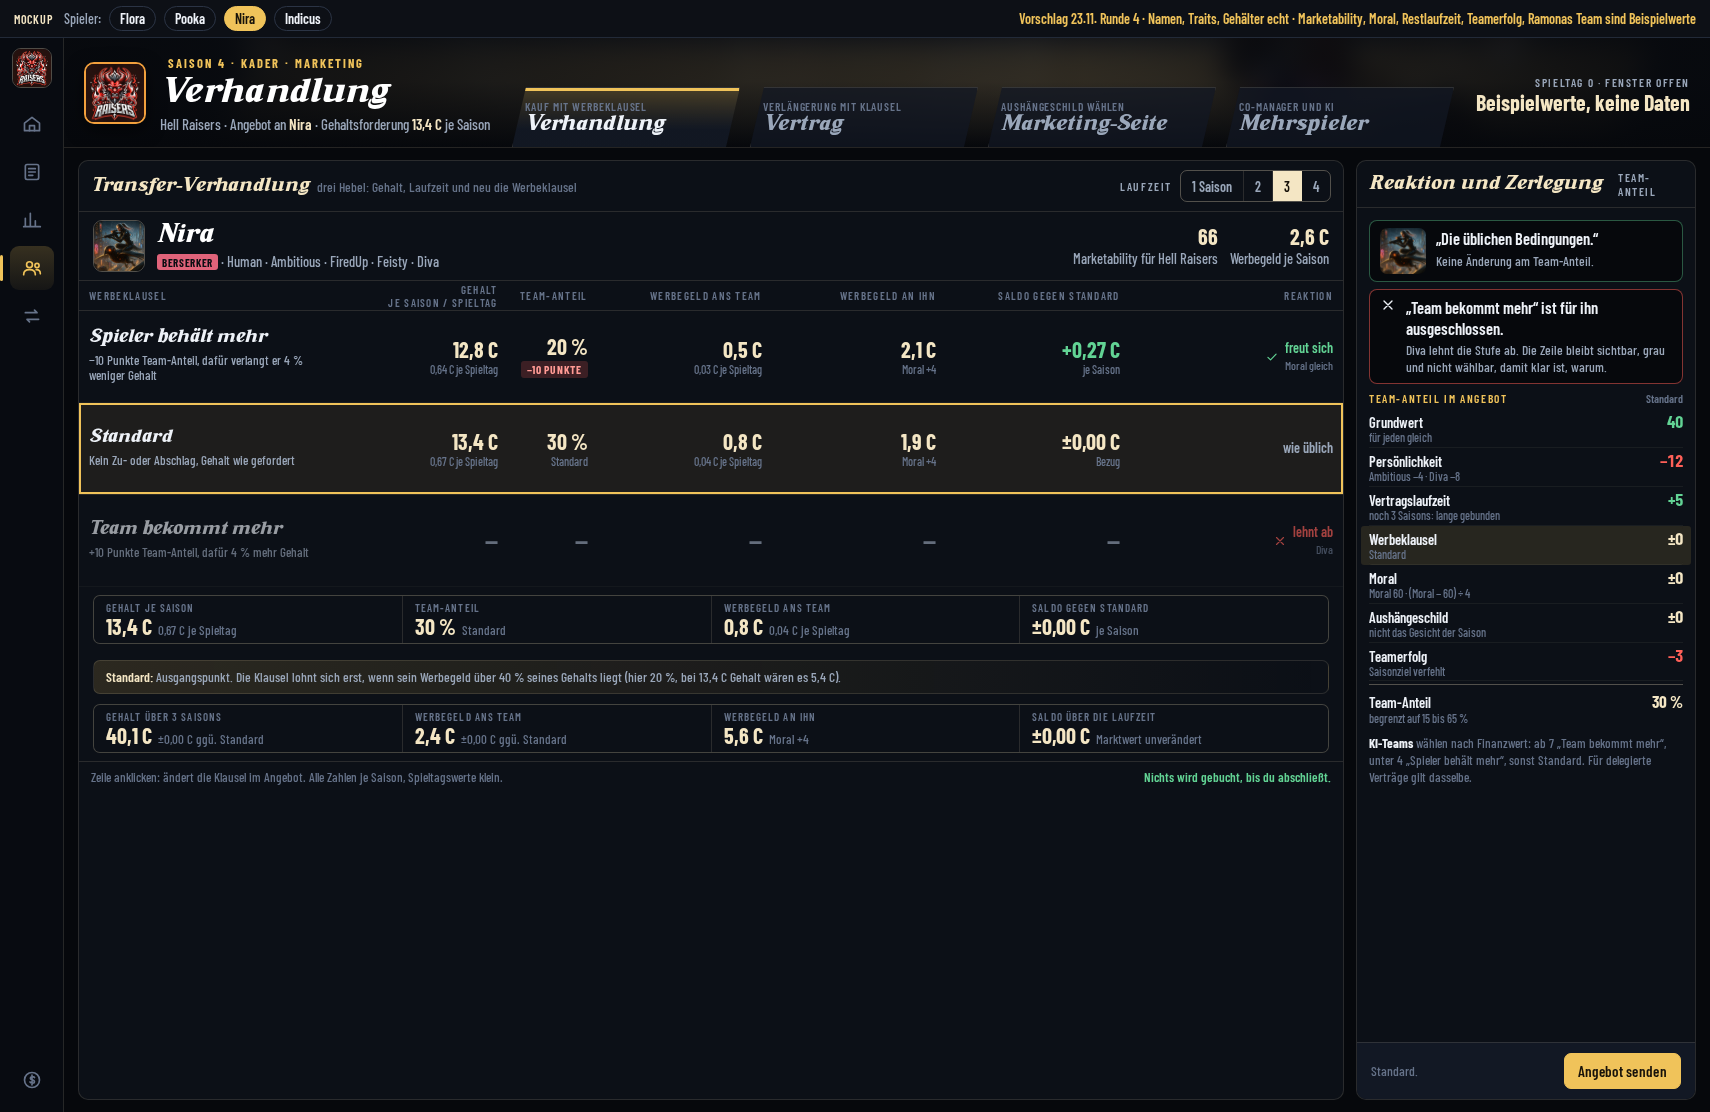 MOCKUP Spieler: Flora Pooka Nira Indicus
Vorschlag 23.11. Runde 4 · Namen, Traits, Gehälter echt · Marketability, Moral, Restlaufzeit, Teamerfolg, Ramonas Team sind Beispielwerte
RAISERS
RAISERS
SAISON 4 · KADER · MARKETING
Verhandlung
Hell Raisers · Angebot an Nira · Gehaltsforderung 13,4 C je Saison
KAUF MIT WERBEKLAUSEL
Verhandlung
VERLÄNGERUNG MIT KLAUSEL
Vertrag
AUSHÄNGESCHILD WÄHLEN
Marketing-Seite
CO-MANAGER UND KI
Mehrspieler
SPIELTAG 0 · FENSTER OFFEN
Beispielwerte, keine Daten
Transfer-Verhandlung drei Hebel: Gehalt, Laufzeit und neu die Werbeklausel
LAUFZEIT 1 Saison 2 3 4
Nira
BERSERKER · Human · Ambitious · FiredUp · Feisty · Diva
66
Marketability für Hell Raisers
2,6 C
Werbegeld je Saison
WERBEKLAUSEL GEHALT JE SAISON / SPIELTAG TEAM-ANTEIL WERBEGELD ANS TEAM WERBEGELD AN IHN SALDO GEGEN STANDARD REAKTION
Spieler behält mehr
−10 Punkte Team-Anteil, dafür verlangt er 4 %
weniger Gehalt
12,8 C
0,64 C je Spieltag
20 %
−10 PUNKTE
0,5 C
0,03 C je Spieltag
2,1 C
Moral +4
+0,27 C
je Saison
freut sich
Moral gleich
Standard
Kein Zu- oder Abschlag, Gehalt wie gefordert
13,4 C
0,67 C je Spieltag
30 %
Standard
0,8 C
0,04 C je Spieltag
1,9 C
Moral +4
±0,00 C
Bezug
wie üblich
Team bekommt mehr
+10 Punkte Team-Anteil, dafür 4 % mehr Gehalt
– – – – –
lehnt ab
Diva
GEHALT JE SAISON
13,4 C 0,67 C je Spieltag
TEAM-ANTEIL
30 % Standard
WERBEGELD ANS TEAM
0,8 C 0,04 C je Spieltag
SALDO GEGEN STANDARD
±0,00 C je Saison
Standard: Ausgangspunkt. Die Klausel lohnt sich erst, wenn sein Werbegeld über 40 % seines Gehalts liegt (hier 20 %, bei 13,4 C Gehalt wären es 5,4 C).
GEHALT ÜBER 3 SAISONS
40,1 C ±0,00 C ggü. Standard
WERBEGELD ANS TEAM
2,4 C ±0,00 C ggü. Standard
WERBEGELD AN IHN
5,6 C Moral +4
SALDO ÜBER DIE LAUFZEIT
±0,00 C Marktwert unverändert
Zeile anklicken: ändert die Klausel im Angebot. Alle Zahlen je Saison, Spieltagswerte klein.
Nichts wird gebucht, bis du abschließt.
Reaktion und Zerlegung TEAM-
ANTEIL
„Die üblichen Bedingungen.“
Keine Änderung am Team-Anteil.
„Team bekommt mehr“ ist für ihn
ausgeschlossen.
Diva lehnt die Stufe ab. Die Zeile bleibt sichtbar, grau
und nicht wählbar, damit klar ist, warum.
TEAM-ANTEIL IM ANGEBOT Standard
Grundwert 40
für jeden gleich
Persönlichkeit −12
Ambitious −4 · Diva −8
Vertragslaufzeit +5
noch 3 Saisons: lange gebunden
Werbeklausel ±0
Standard
Moral ±0
Moral 60 · (Moral − 60) ÷ 4
Aushängeschild ±0
nicht das Gesicht der Saison
Teamerfolg −3
Saisonziel verfehlt
Team-Anteil 30 %
begrenzt auf 15 bis 65 %
KI-Teams wählen nach Finanzwert: ab 7 „Team bekommt mehr“,
unter 4 „Spieler behält mehr“, sonst Standard. Für delegierte
Verträge gilt dasselbe.
Standard. Angebot senden